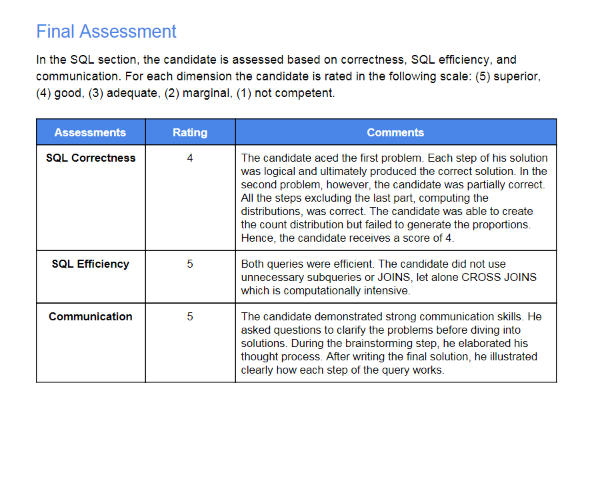 Final Assessment
In the SQL section, the candidate is assessed based on correctness, SQL efficiency, and
communication. For each dimension the candidate is rated in the following scale: (5) superior,
(4) good, (3) adequate, (2) marginal, (1) not competent.
Assessments Rating Comments
SQL Correctness 4 The candidate aced the first problem. Each step of his solution
was logical and ultimately produced the correct solution. In the
second problem, however, the candidate was partially correct.
All the steps excluding the last part, computing the
distributions, was correct. The candidate was able to create
the count distribution but failed to generate the proportions.
Hence, the candidate receives a score of 4.
SQL Efficiency 5 Both queries were efficient. The candidate did not use
unnecessary subqueries or JOINS, let alone CROSS JOINS
which is computationally intensive.
Communication 5 The candidate demonstrated strong communication skills. He
asked questions to clarify the problems before diving into
solutions. During the brainstorming step, he elaborated his
thought process. After writing the final solution, he illustrated
clearly how each step of the query works.